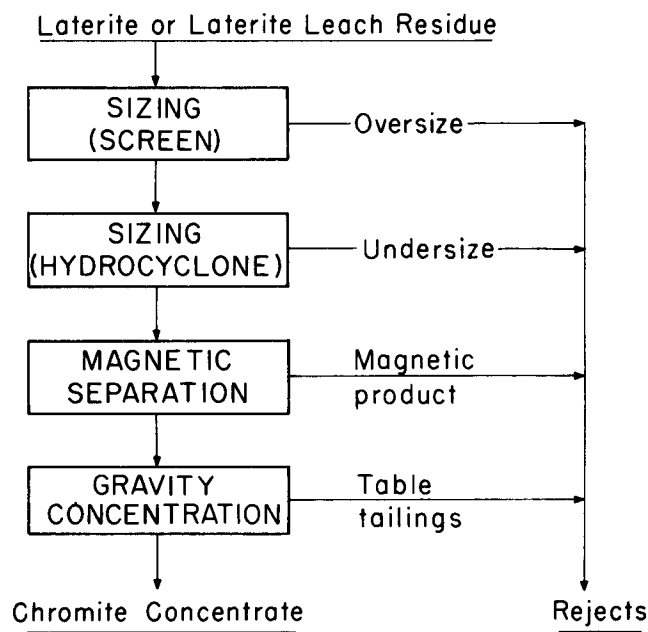 Laterite or Laterite Leach Residue
SIZING
(SCREEN)
Oversize
SIZING
(HYDROCYCLONE)
Undersize
MAGNETIC
SEPARATION
Magnetic
product
GRAVITY
CONCENTRATION
Table
tailings
Chromite Concentrate
Rejects